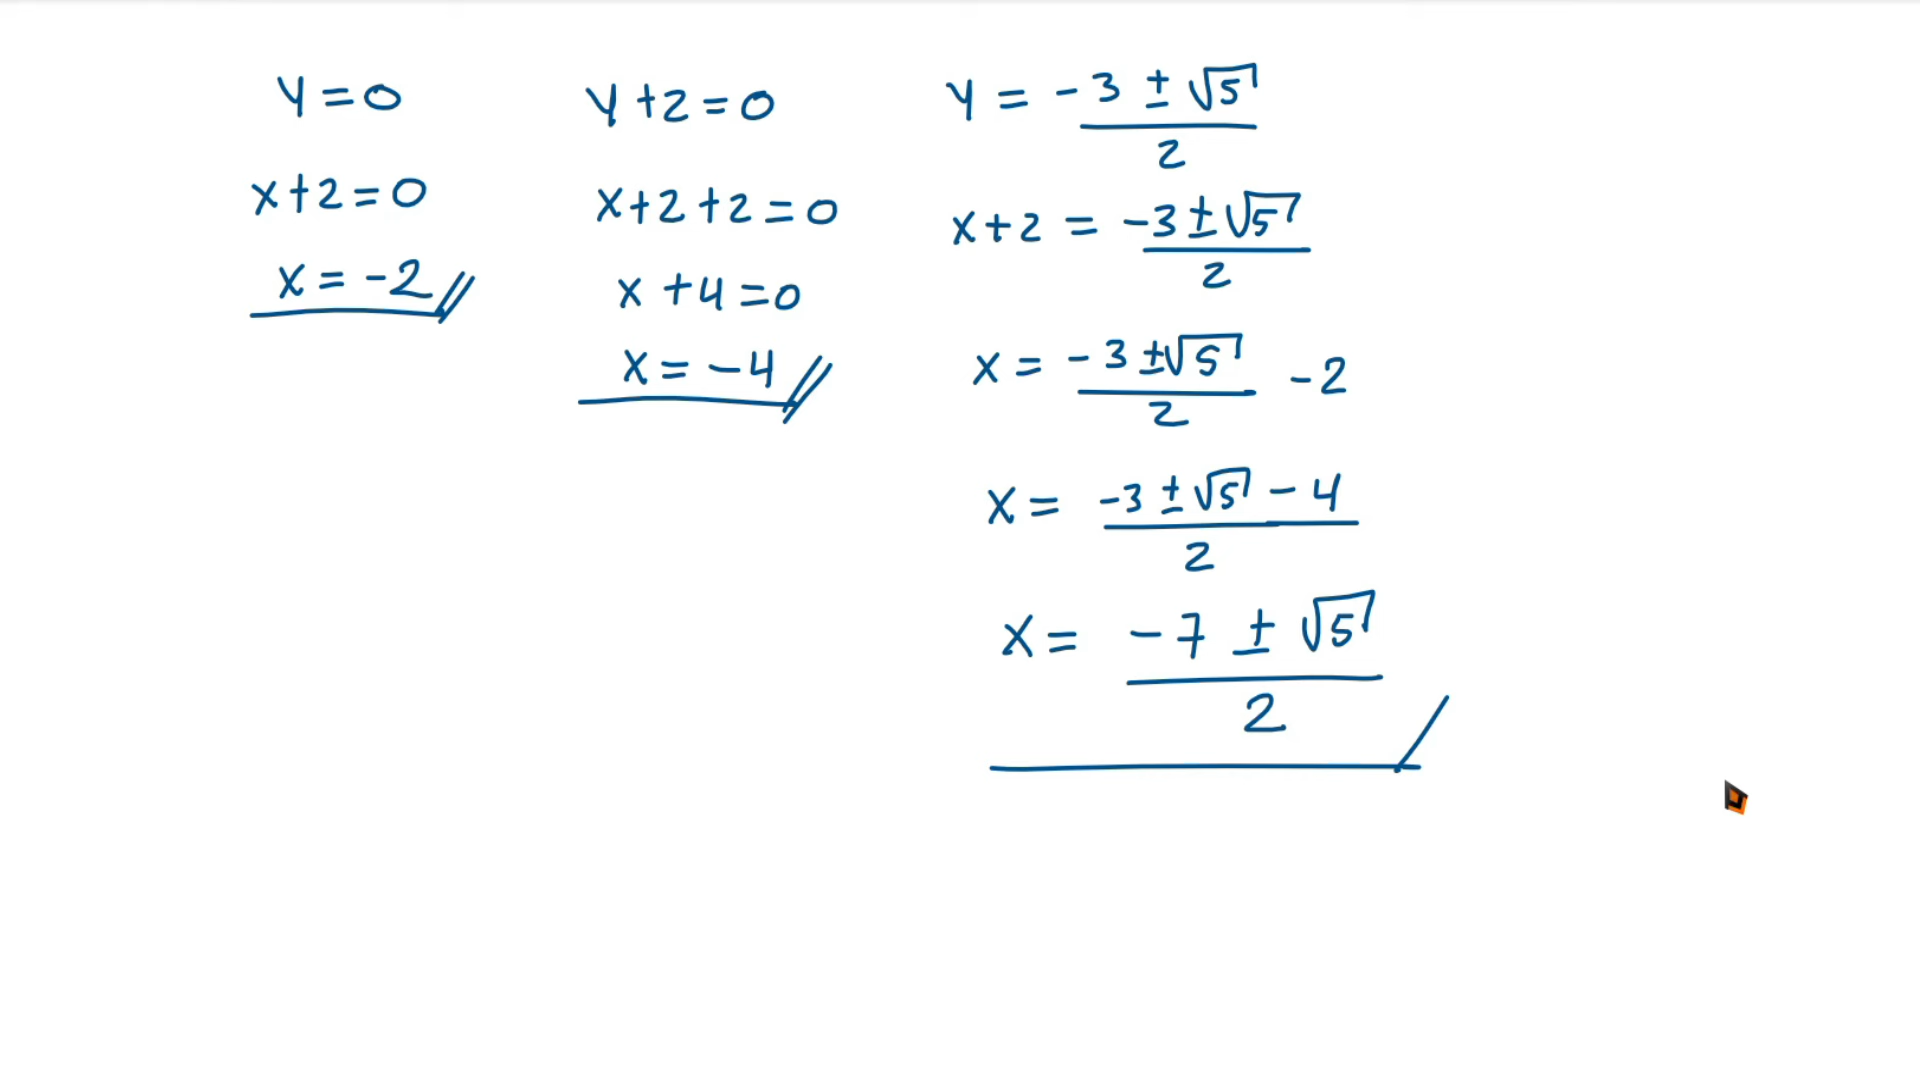 y = 0
x + 2 = 0
x = -2
y + 2 = 0
x + 2 + 2 = 0
x + 4 = 0
x = -4
y = -3 ± √5
2
x + 2 = -3 ± √5
2
x = -3 ± √5 - 2
2
x = -3 ± √5 - 4
2
x = -7 ± √5
2